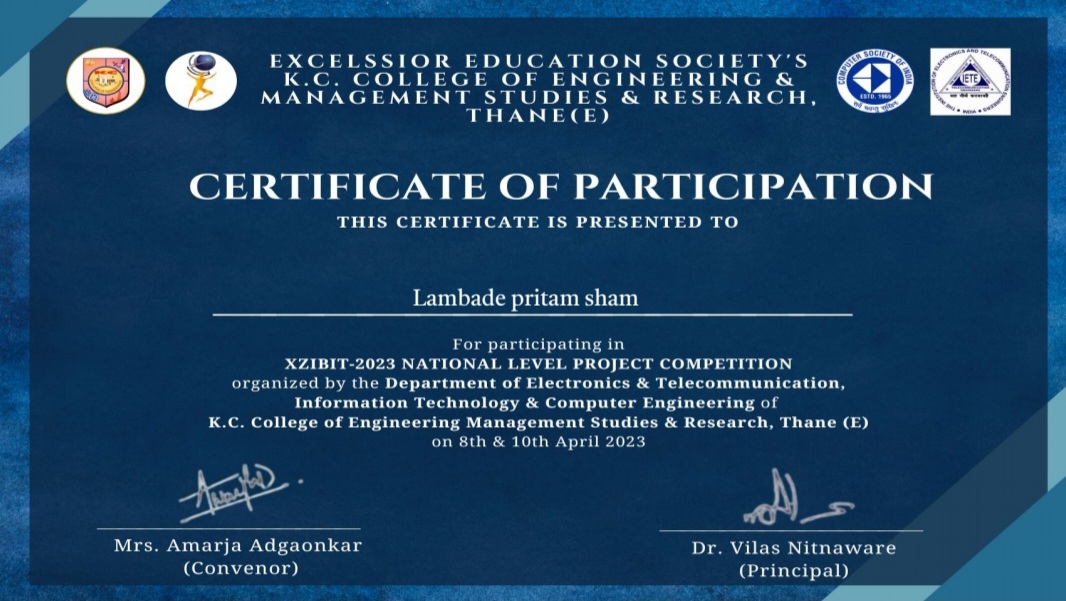 EXCELSSIOR EDUCATION SOCIETY'S
K.C. COLLEGE OF ENGINEERING &
MANAGEMENT STUDIES & RESEARCH,
THANE(E)
COMPUTER SOCIETY OF INDIA
ESTD. 1965
IETE
CERTIFICATE OF PARTICIPATION
THIS CERTIFICATE IS PRESENTED TO
Lambade pritam sham
For participating in
XZIBIT-2023 NATIONAL LEVEL PROJECT COMPETITION
organized by the Department of Electronics & Telecommunication,
Information Technology & Computer Engineering of
K.C. College of Engineering Management Studies & Research, Thane (E)
on 8th & 10th April 2023
Mrs. Amarja Adgaonkar
(Convenor)
Dr. Vilas Nitnaware
(Principal)